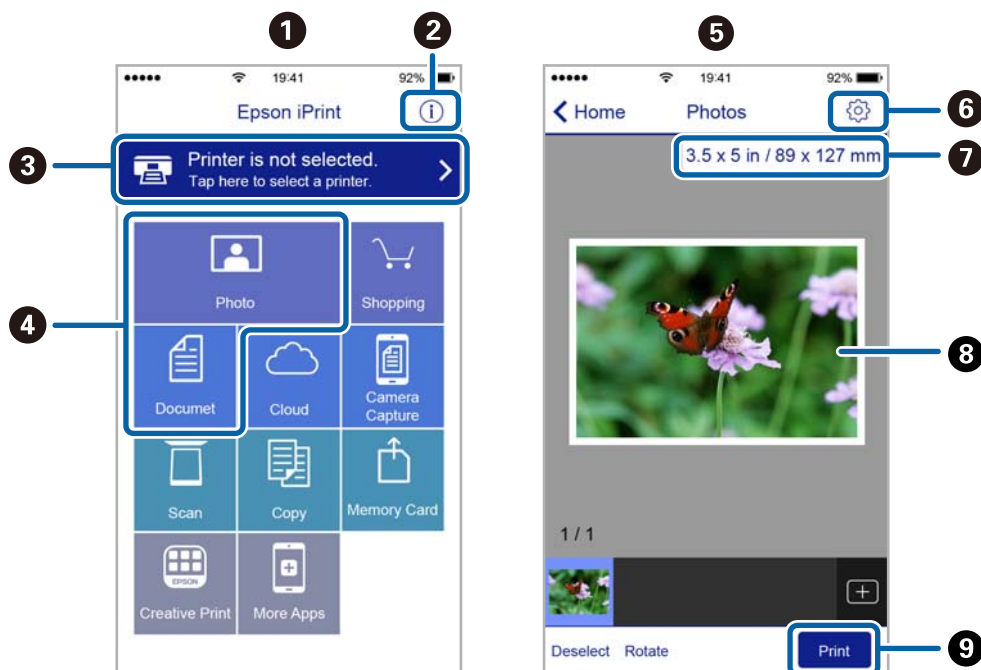 1
2
5
19:41
92%
19:41
92%
Epson iPrint
i
Home
Photos
6
3
Printer is not selected.
Tap here to select a printer.
3.5 x 5 in / 89 x 127 mm
7
Photo
Shopping
4
8
Documet
Cloud
Camera
Capture
Scan
Copy
Memory Card
1 / 1
EPSON
Creative Print
More Apps
Deselect
Rotate
Print
9